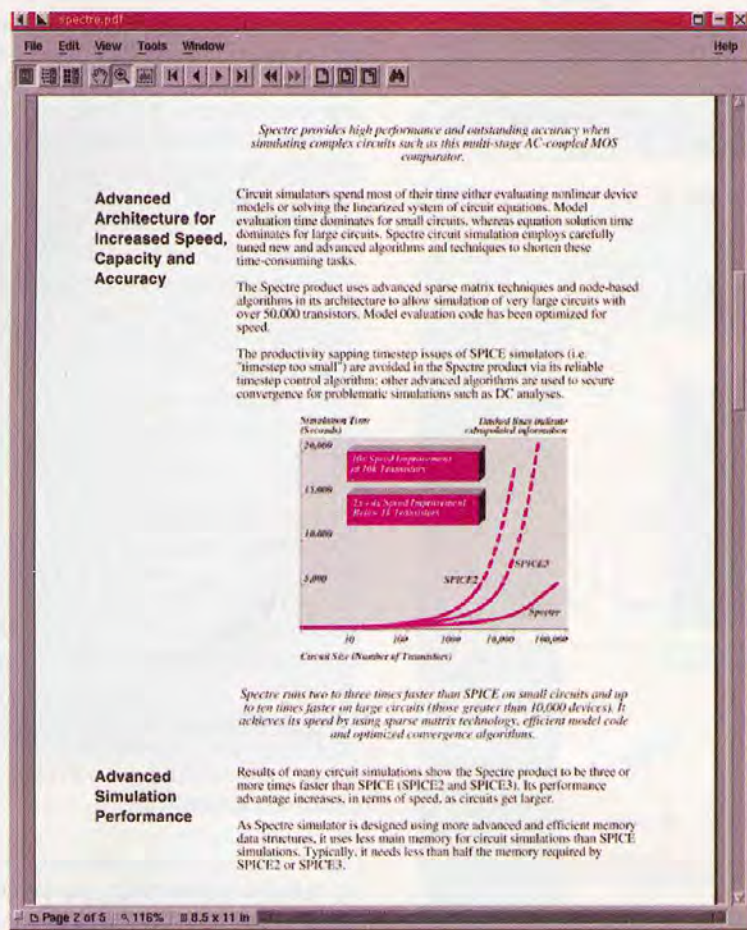 spectre.pdf
File Edit View Tools Window Help
Spectre provides high performance and outstanding accuracy when
simulating complex circuits such as this multi-stage AC-coupled MOS
comparator.
Advanced
Architecture for
Increased Speed,
Capacity and
Accuracy
Circuit simulators spend most of their time either evaluating nonlinear device
models or solving the linearized system of circuit equations. Model
evaluation time dominates for small circuits, whereas equation solution time
dominates for large circuits. Spectre circuit simulation employs carefully
tuned new and advanced algorithms and techniques to shorten these
time-consuming tasks.
The Spectre product uses advanced sparse matrix techniques and node-based
algorithms in its architecture to allow simulation of very large circuits with
over 50,000 transistors. Model evaluation code has been optimized for
speed.
The productivity sapping timestep issues of SPICE simulators (i.e.
"timestep too small") are avoided in the Spectre product via its reliable
timestep control algorithm; other advanced algorithms are used to secure
convergence for problematic simulations such as DC analyses.
Simulation Time
(Seconds)
Dashed lines indicate
extrapolated information
20,000
10x Speed Improvement
at 10k Transistors
15,000
2x - 4x Speed Improvement
Below 1k Transistors
10,000
5,000
SPICE2
SPICE3
Specter
10 100 1000 10,000 100,000
Circuit Size (Number of Transistors)
Spectre runs two to three times faster than SPICE on small circuits and up
to ten times faster on large circuits (those greater than 10,000 devices). It
achieves its speed by using sparse matrix technology, efficient model code
and optimized convergence algorithms.
Advanced
Simulation
Performance
Results of many circuit simulations show the Spectre product to be three or
more times faster than SPICE (SPICE2 and SPICE3). Its performance
advantage increases, in terms of speed, as circuits get larger.
As Spectre simulator is designed using more advanced and efficient memory
data structures, it uses less main memory for circuit simulations than SPICE
simulations. Typically, it needs less than half the memory required by
SPICE2 or SPICE3.
Page 2 of 5 116% 8.5 x 11 in